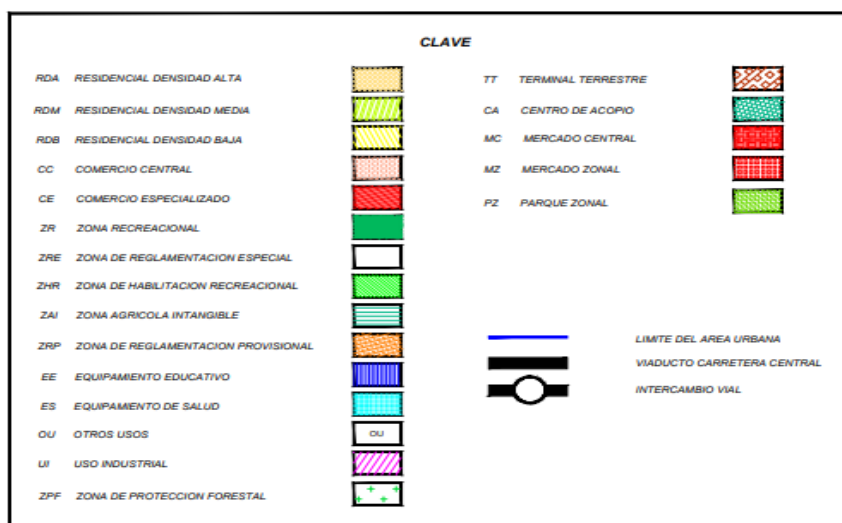 CLAVE
RDA RESIDENCIAL DENSIDAD ALTA
RDM RESIDENCIAL DENSIDAD MEDIA
RDB RESIDENCIAL DENSIDAD BAJA
CC COMERCIO CENTRAL
CE COMERCIO ESPECIALIZADO
ZR ZONA RECREACIONAL
ZRE ZONA DE REGLAMENTACION ESPECIAL
ZHR ZONA DE HABILITACION RECREACIONAL
ZAI ZONA AGRICOLA INTANGIBLE
ZRP ZONA DE REGLAMENTACION PROVISIONAL
EE EQUIPAMIENTO EDUCATIVO
ES EQUIPAMIENTO DE SALUD
OU OTROS USOS OU
UI USO INDUSTRIAL
ZPF ZONA DE PROTECCION FORESTAL
TT TERMINAL TERRESTRE
CA CENTRO DE ACOPIO
MC MERCADO CENTRAL
MZ MERCADO ZONAL
PZ PARQUE ZONAL
LIMITE DEL AREA URBANA
VIADUCTO CARRETERA CENTRAL
INTERCAMBIO VIAL